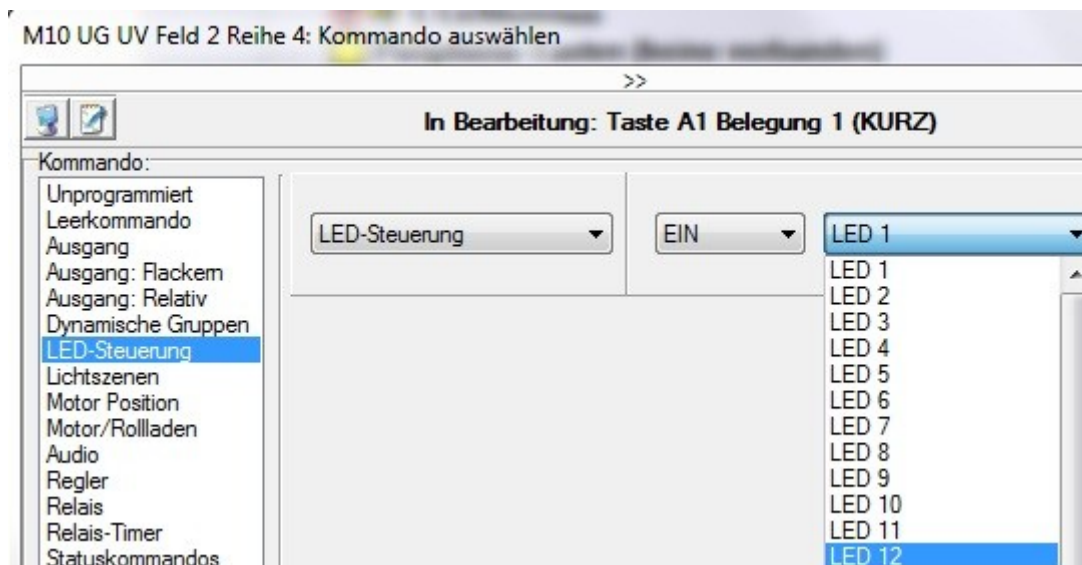 M10 UG UV Feld 2 Reihe 4: Kommando auswählen
>>
In Bearbeitung: Taste A1 Belegung 1 (KURZ)
Kommando:
Unprogrammiert
Leerkommando
Ausgang
Ausgang: Flackern
Ausgang: Relativ
Dynamische Gruppen
LED-Steuerung
Lichtszenen
Motor Position
Motor/Rollladen
Audio
Regler
Relais
Relais-Timer
Statuskommandos
LED-Steuerung
EIN
LED 1
LED 1
LED 2
LED 3
LED 4
LED 5
LED 6
LED 7
LED 8
LED 9
LED 10
LED 11
LED 12